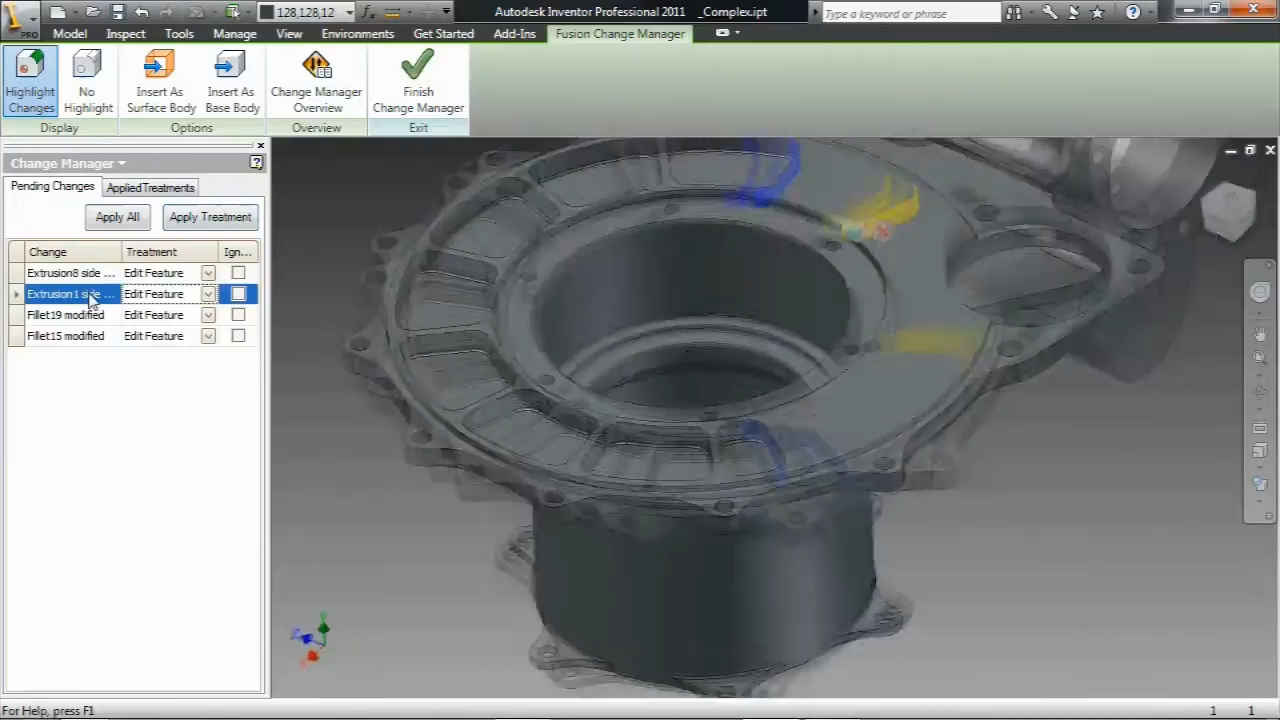 128,128,12
Autodesk Inventor Professional 2011 _Complex.ipt
Type a keyword or phrase
PRO
Model Inspect Tools Manage View Environments Get Started Add-Ins Fusion Change Manager
Highlight Changes
No Highlight
Insert As Surface Body
Insert As Base Body
Change Manager Overview
Finish Change Manager
Display Options Overview Exit
Change Manager
Pending Changes Applied Treatments
Apply All Apply Treatment
Change Treatment Ign...
Extrusion8 side ... Edit Feature
Extrusion1 side ... Edit Feature
Fillet19 modified Edit Feature
Fillet15 modified Edit Feature
For Help, press F1 1 1